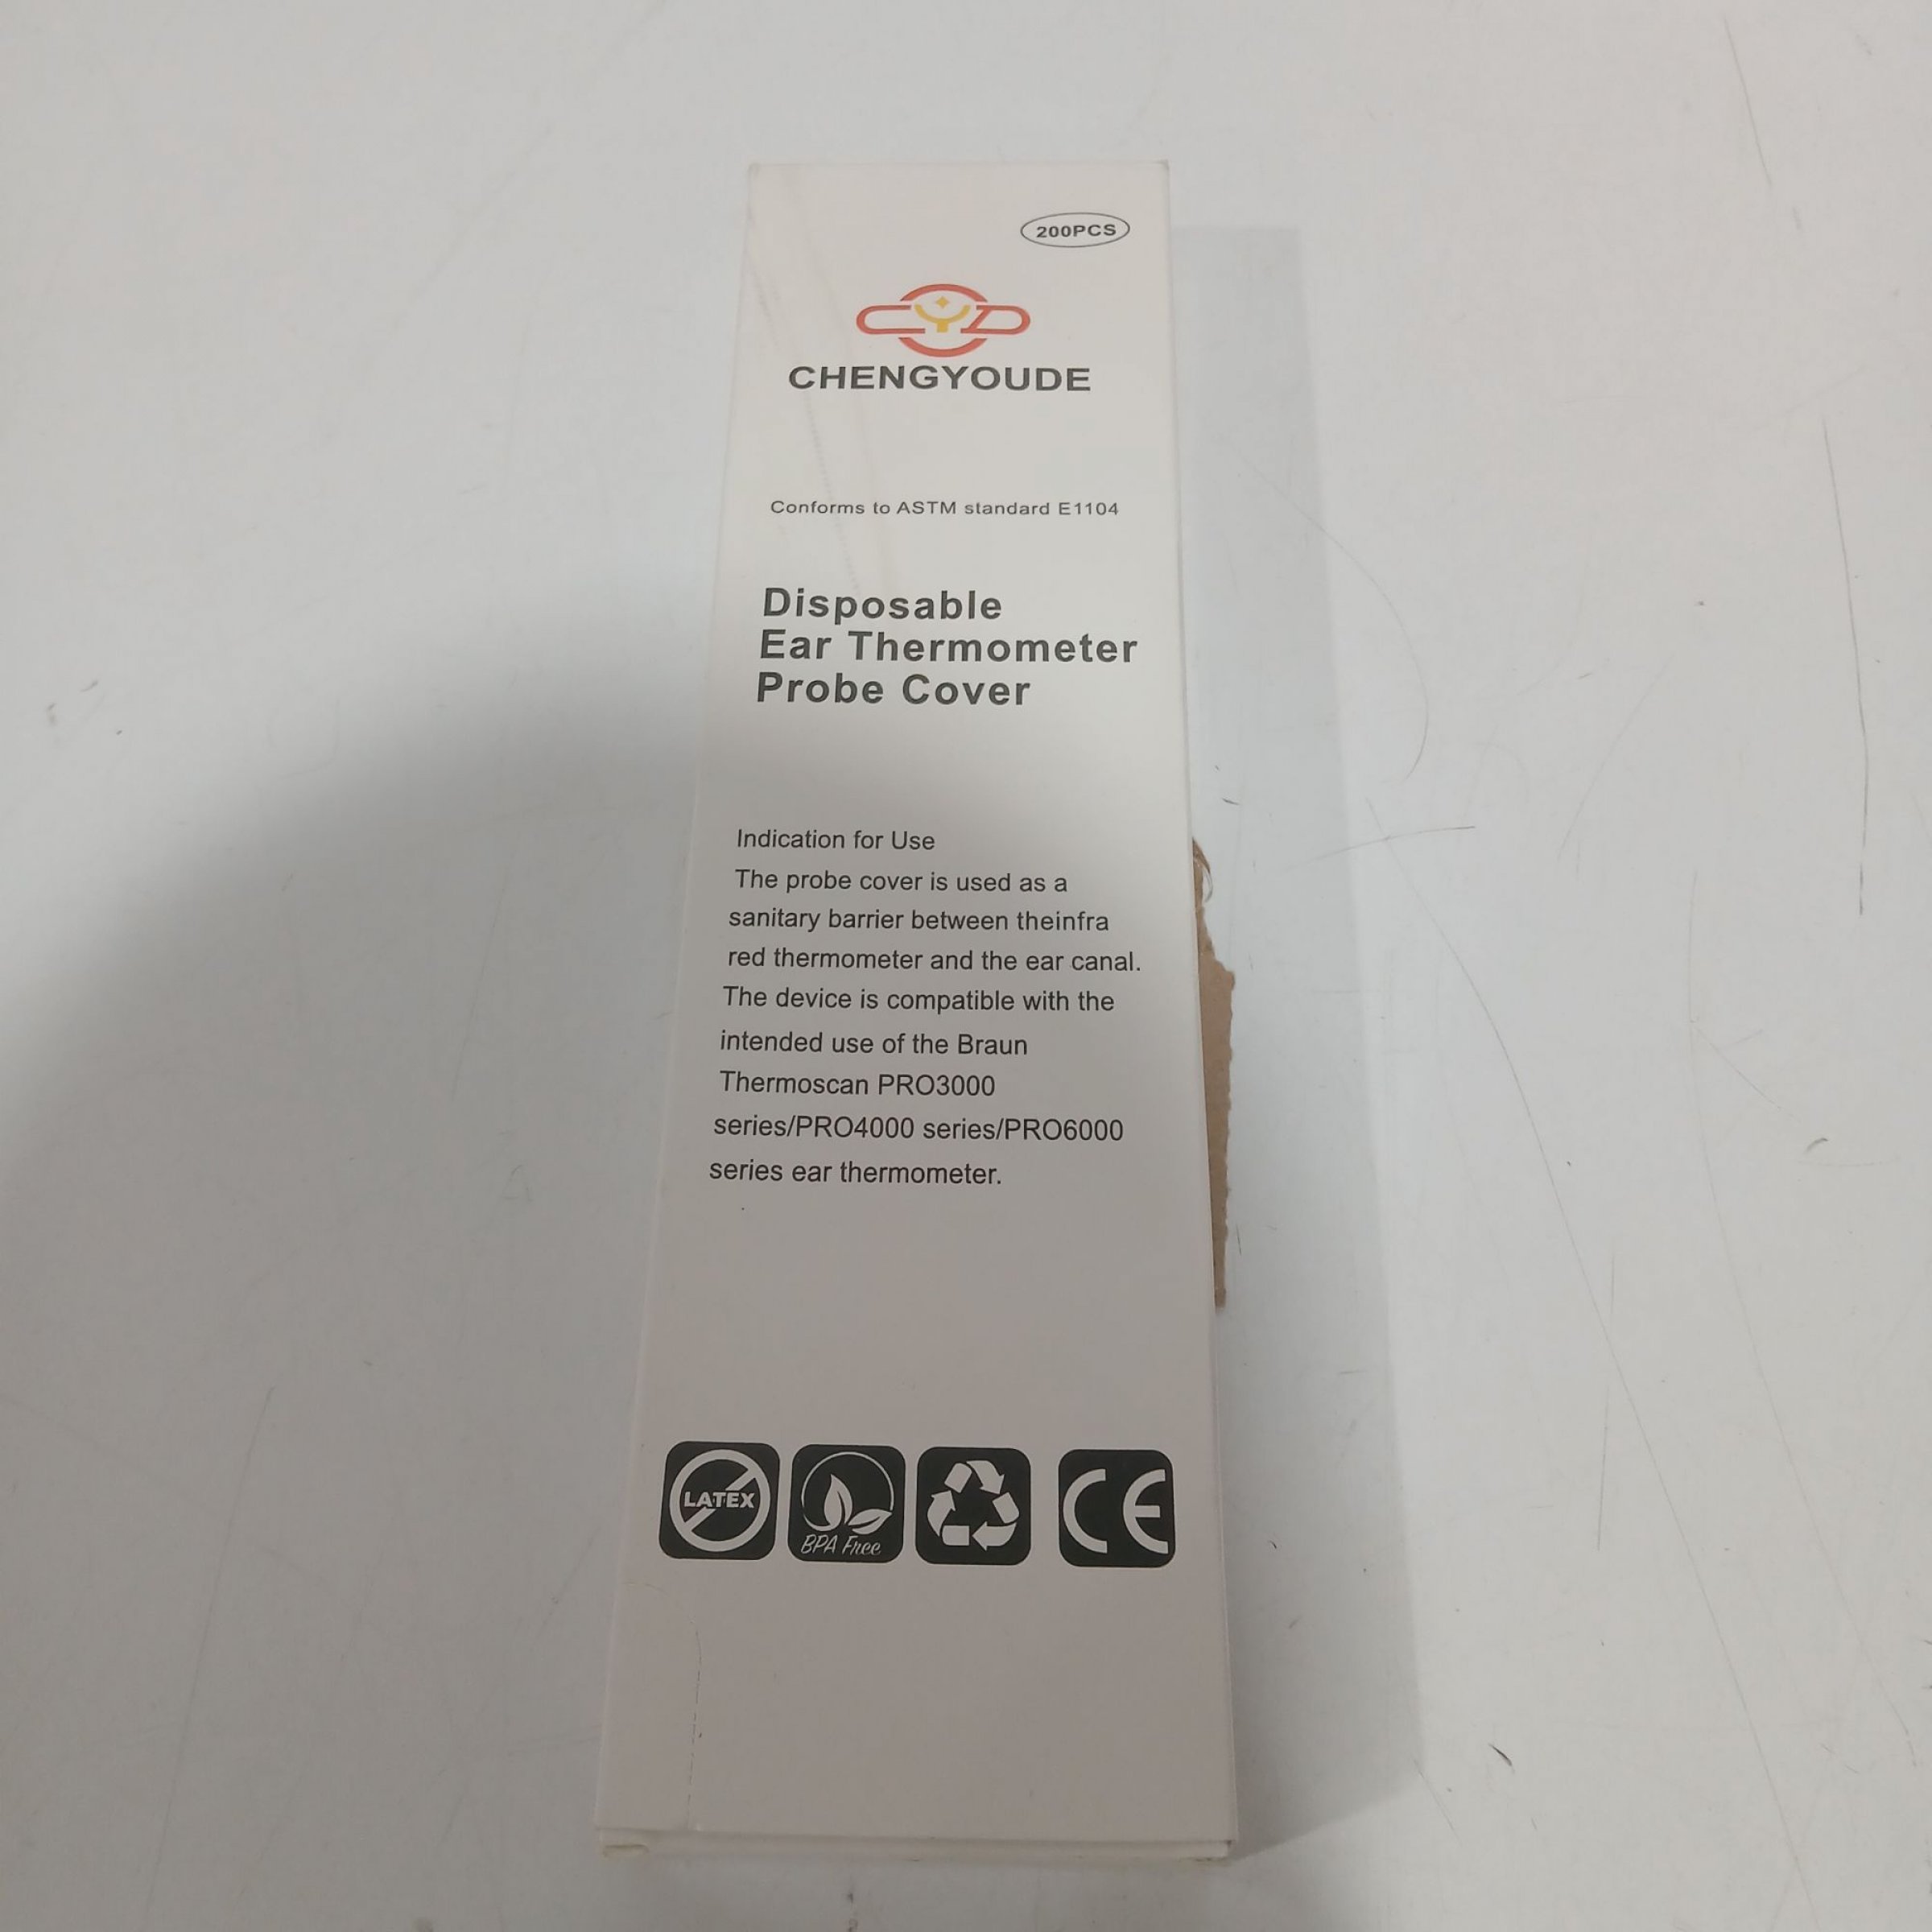 200PCS
CYD
CHENGYOUDE
Conforms to ASTM standard E1104
Disposable
Ear Thermometer
Probe Cover
Indication for Use
The probe cover is used as a
sanitary barrier between theinfra
red thermometer and the ear canal.
The device is compatible with the
intended use of the Braun
Thermoscan PRO3000
series/PRO4000 series/PRO6000
series ear thermometer.
LATEX
BPA Free
CE